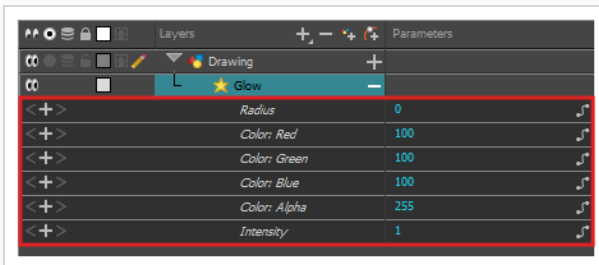 Layers Parameters
Drawing
Glow
Radius 0
Color: Red 100
Color: Green 100
Color: Blue 100
Color: Alpha 255
Intensity 1